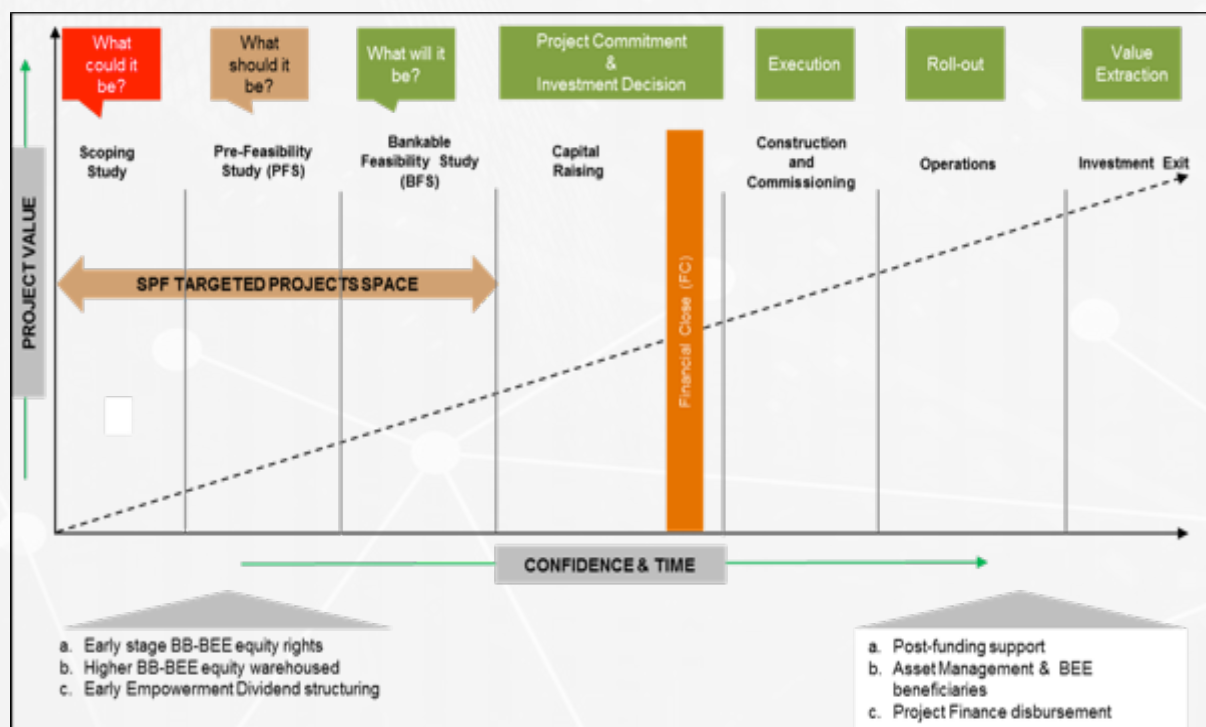 What
could it
be?
What
should it
be?
What will it
be?
Project Commitment
&
Investment Decision
Execution
Roll-out
Value
Extraction
Scoping
Study
Pre-Feasibility
Study (PFS)
Bankable
Feasibility Study
(BFS)
Capital
Raising
Construction
and
Commissioning
Operations
Investment Exit
PROJECT VALUE
SPF TARGETED PROJECTS SPACE
Financial Close (FC)
CONFIDENCE & TIME
a. Early stage BB-BEE equity rights
b. Higher BB-BEE equity warehoused
c. Early Empowerment Dividend structuring
a. Post-funding support
b. Asset Management & BEE
beneficiaries
c. Project Finance disbursement